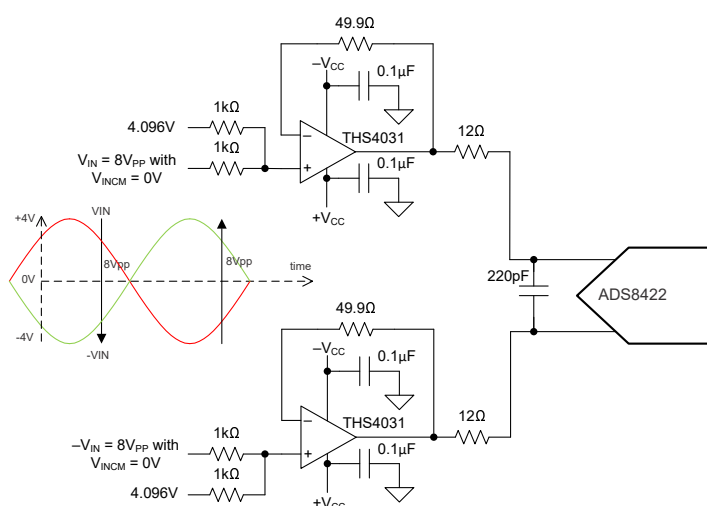 49.9Ω
–VCC
0.1µF
1kΩ
4.096V
THS4031
1kΩ
VIN = 8VPP with
VINCM = 0V
0.1µF
12Ω
+VCC
+4V
VIN
8Vpp
8Vpp
time
0V
-4V
-VIN
220pF
ADS8422
49.9Ω
–VCC
0.1µF
THS4031
12Ω
1kΩ
–VIN = 8VPP with
VINCM = 0V
1kΩ
0.1µF
4.096V
+VCC